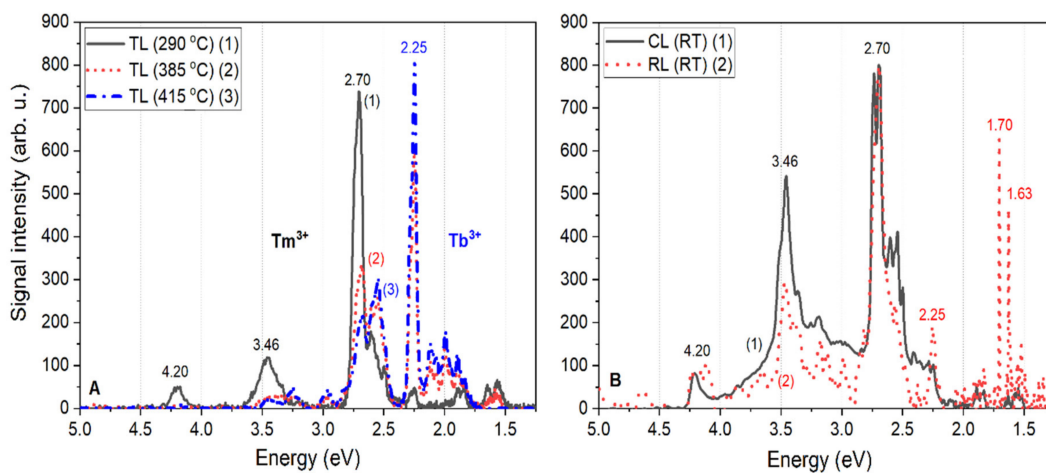 900
800
700
600
500
400
300
200
100
0
Signal intensity (arb. u.)
TL (290 °C) (1)
TL (385 °C) (2)
TL (415 °C) (3)
2.25
2.70
(1)
Tm³⁺
Tb³⁺
(2)
(3)
3.46
4.20
A
5.0 4.5 4.0 3.5 3.0 2.5 2.0 1.5
Energy (eV)
900
800
700
600
500
400
300
200
100
0
CL (RT) (1)
RL (RT) (2)
2.70
3.46
1.70
1.63
2.25
4.20
(1)
(2)
B
5.0 4.5 4.0 3.5 3.0 2.5 2.0 1.5
Energy (eV)